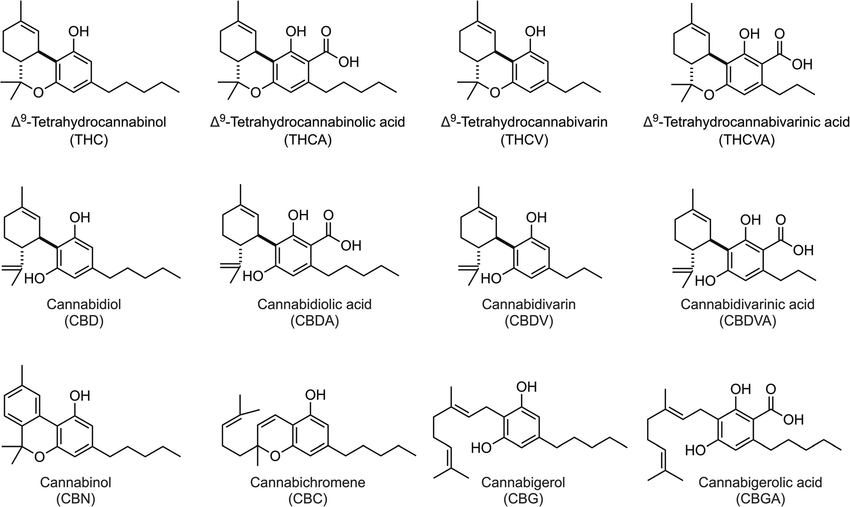 OH
O
Δ9-Tetrahydrocannabinol
(THC)
OH O
OH
O
Δ9-Tetrahydrocannabinolic acid
(THCA)
OH
O
Δ9-Tetrahydrocannabivarin
(THCV)
OH O
OH
O
Δ9-Tetrahydrocannabivarinic acid
(THCVA)
OH
HO
Cannabidiol
(CBD)
OH O
OH
HO
Cannabidiolic acid
(CBDA)
OH
HO
Cannabidivarin
(CBDV)
OH O
OH
HO
Cannabidivarinic acid
(CBDVA)
OH
O
Cannabinol
(CBN)
OH
O
Cannabichromene
(CBC)
OH
HO
Cannabigerol
(CBG)
OH O
OH
HO
Cannabigerolic acid
(CBGA)